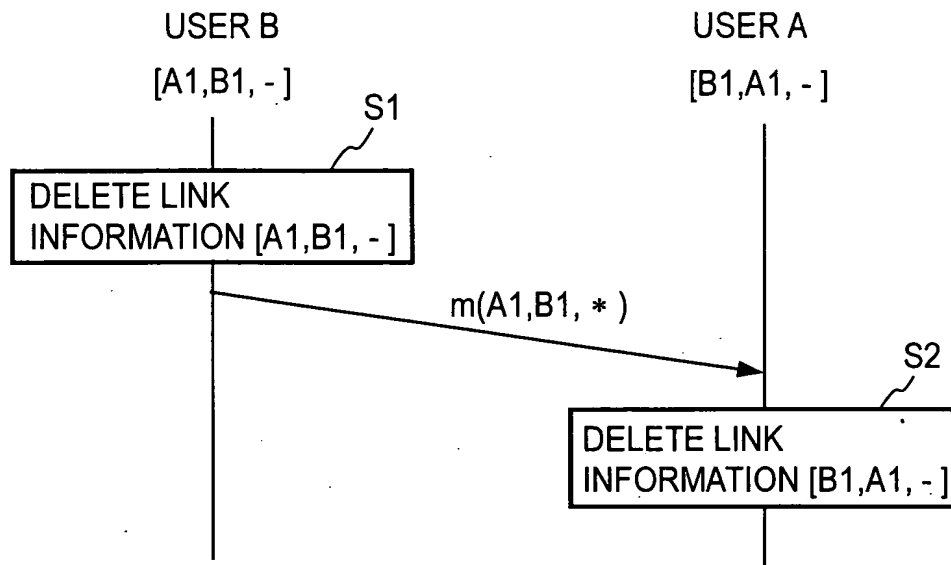 USER B
USER A
[A1,B1, - ]
[B1,A1, - ]
S1
DELETE LINK
INFORMATION [A1,B1, - ]
m(A1,B1, * )
S2
DELETE LINK
INFORMATION [B1,A1, - ]